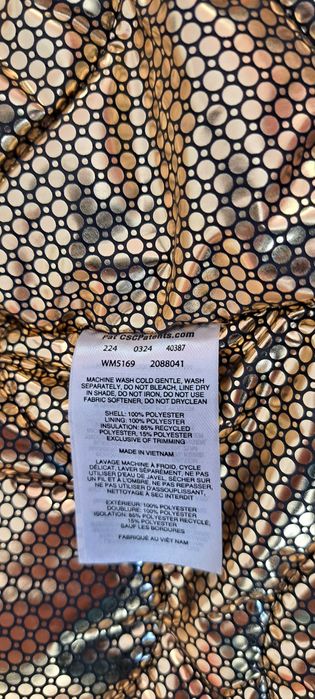 Pat CSCPatents.com
224 0324 40387
WM5169 2088041
MACHINE WASH COLD GENTLE, WASH
SEPARATELY, DO NOT BLEACH, LINE DRY
IN SHADE, DO NOT IRON, DO NOT USE
FABRIC SOFTENER, DO NOT DRYCLEAN
SHELL: 100% POLYESTER
LINING: 100% POLYESTER
INSULATION: 85% RECYCLED
POLYESTER, 15% POLYESTER
EXCLUSIVE OF TRIMMING
MADE IN VIETNAM
LAVAGE MACHINE À FROID, CYCLE
DÉLICAT, LAVER SÉPARÉMENT, NE PAS
UTILISER D'EAU DE JAVEL, SÉCHER SUR
UN FIL ET À L'OMBRE, NE PAS REPASSER,
NE PAS UTILISER D'ASSOUPLISSANT,
NETTOYAGE À SEC INTERDIT
EXTÉRIEUR: 100% POLYESTER
DOUBLURE: 100% POLYESTER
ISOLATION: 85% POLYESTER RECYCLÉ,
15% POLYESTER
SAUF LES BORDURES
FABRIQUÉ AU VIÊT NAM